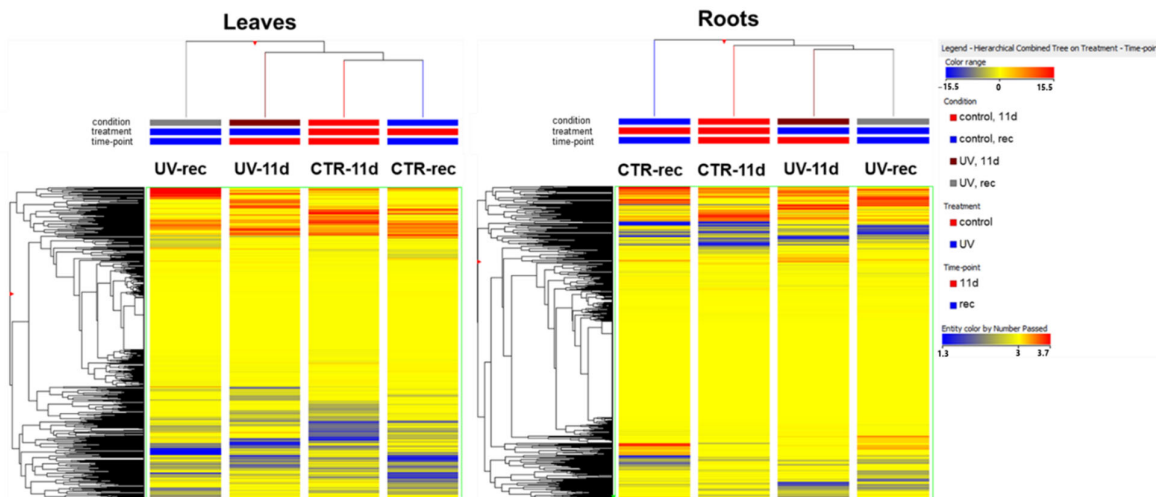 Leaves
Roots
condition
treatment
time-point
UV-rec UV-11d CTR-11d CTR-rec
condition
treatment
time-point
CTR-rec CTR-11d UV-11d UV-rec
Legend - Hierarchical Combined Tree on Treatment - Time-poin
Color range
-15.5 0 15.5
Condition
control, 11d
control, rec
UV, 11d
UV, rec
Treatment
control
UV
Time-point
11d
rec
Entity color by Number Passed
1.3 3 3.7